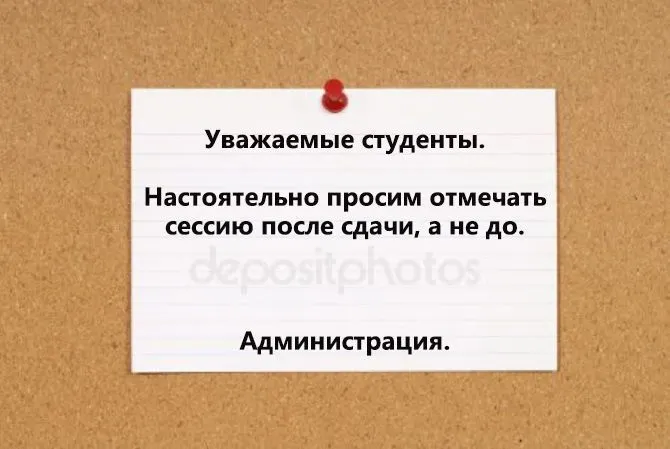 Уважаемые студенты.
Настоятельно просим отмечать
сессию после сдачи, а не до.
depositphotos
Администрация.